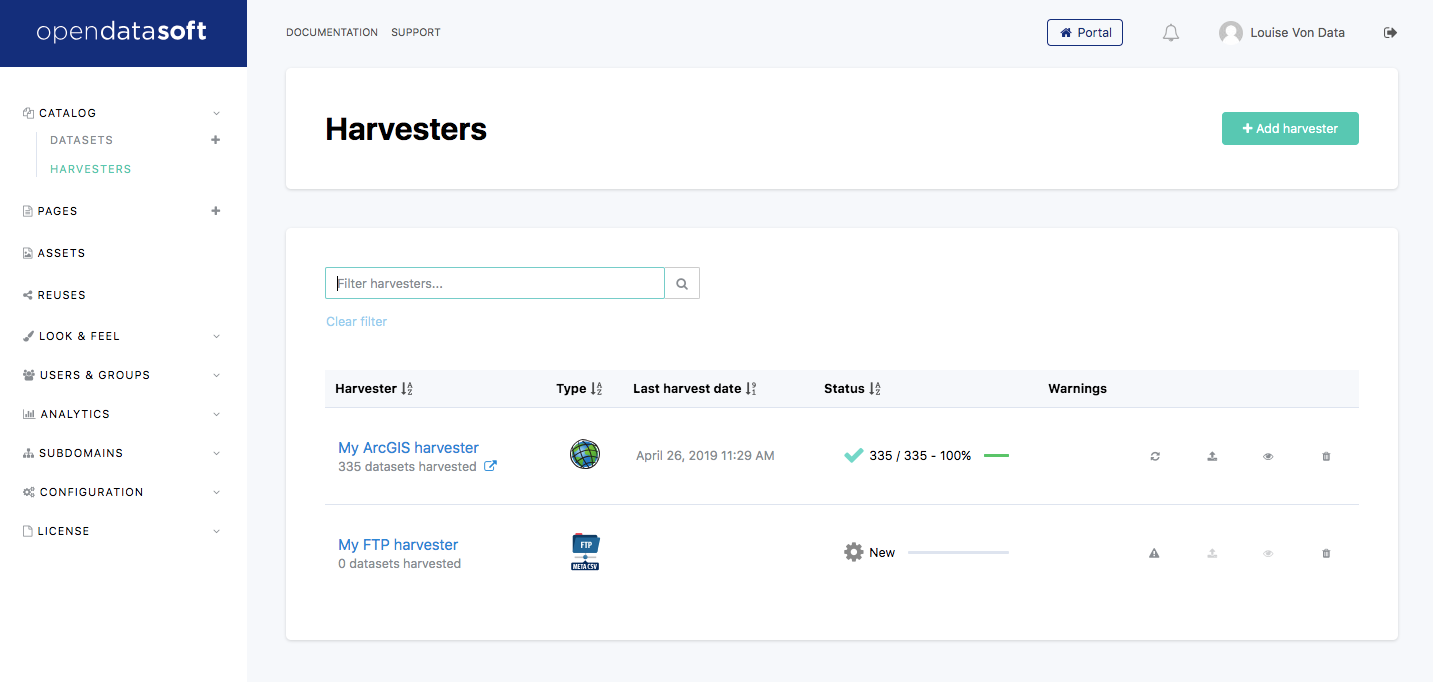 opendatasoft
DOCUMENTATION SUPPORT
Portal
Louise Von Data
CATALOG
DATASETS
HARVESTERS
PAGES
ASSETS
REUSES
LOOK & FEEL
USERS & GROUPS
ANALYTICS
SUBDOMAINS
CONFIGURATION
LICENSE
Harvesters
Add harvester
Filter harvesters...
Clear filter
Harvester Type Last harvest date Status Warnings
My ArcGIS harvester
335 datasets harvested
April 26, 2019 11:29 AM
335 / 335 - 100%
My FTP harvester
0 datasets harvested
FTP
META CSV
New